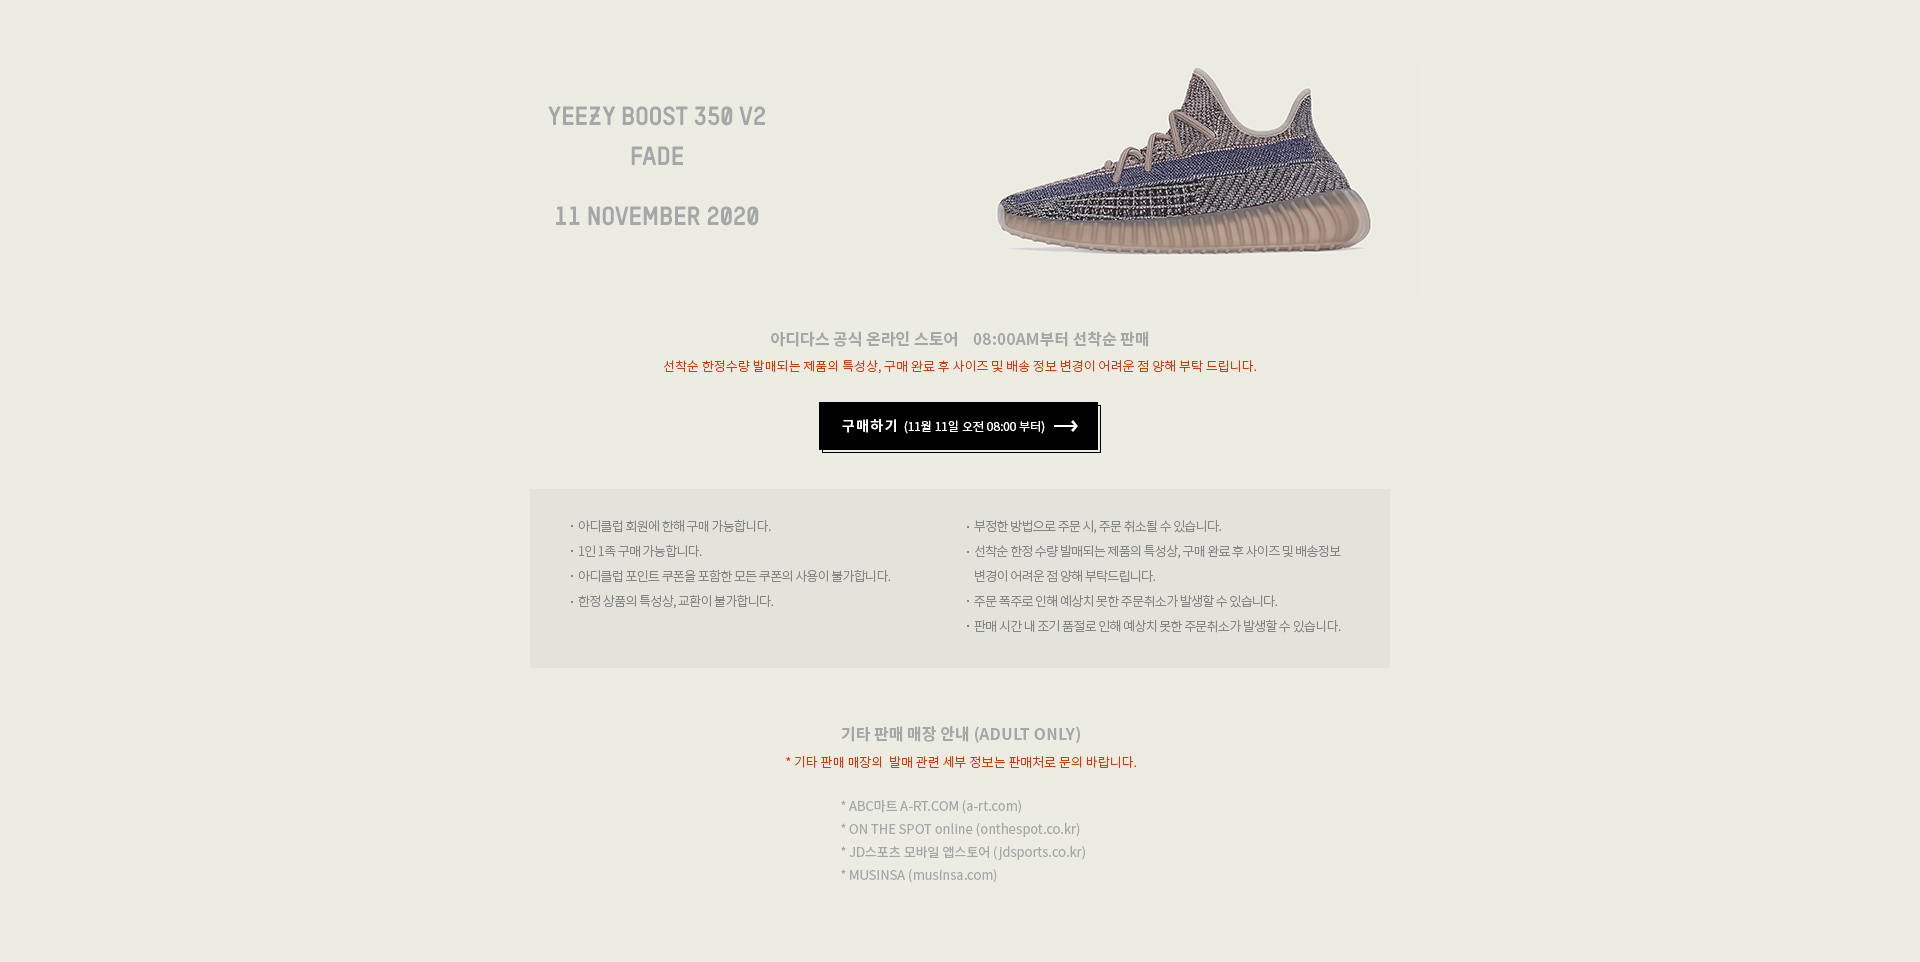 YEEZY BOOST 350 V2
FADE
11 NOVEMBER 2020
아디다스 공식 온라인 스토어 08:00AM부터 선착순 판매
선착순 한정수량 발매되는 제품의 특성상, 구매 완료 후 사이즈 및 배송 정보 변경이 어려운 점 양해 부탁 드립니다.
구매하기 (11월 11일 오전 08:00 부터)
· 아디클럽 회원에 한해 구매 가능합니다.
· 1인 1족 구매 가능합니다.
· 아디클럽 포인트 쿠폰을 포함한 모든 쿠폰의 사용이 불가합니다.
· 한정 상품의 특성상, 교환이 불가합니다.
· 부정한 방법으로 주문 시, 주문 취소될 수 있습니다.
· 선착순 한정 수량 발매되는 제품의 특성상, 구매 완료 후 사이즈 및 배송정보
변경이 어려운 점 양해 부탁드립니다.
· 주문 폭주로 인해 예상치 못한 주문취소가 발생할 수 있습니다.
· 판매 시간 내 조기 품절로 인해 예상치 못한 주문취소가 발생할 수 있습니다.
기타 판매 매장 안내 (ADULT ONLY)
* 기타 판매 매장의 발매 관련 세부 정보는 판매처로 문의 바랍니다.
* ABC마트 A-RT.COM (a-rt.com)
* ON THE SPOT online (onthespot.co.kr)
* JD스포츠 모바일 앱스토어 (jdsports.co.kr)
* MUSINSA (musinsa.com)